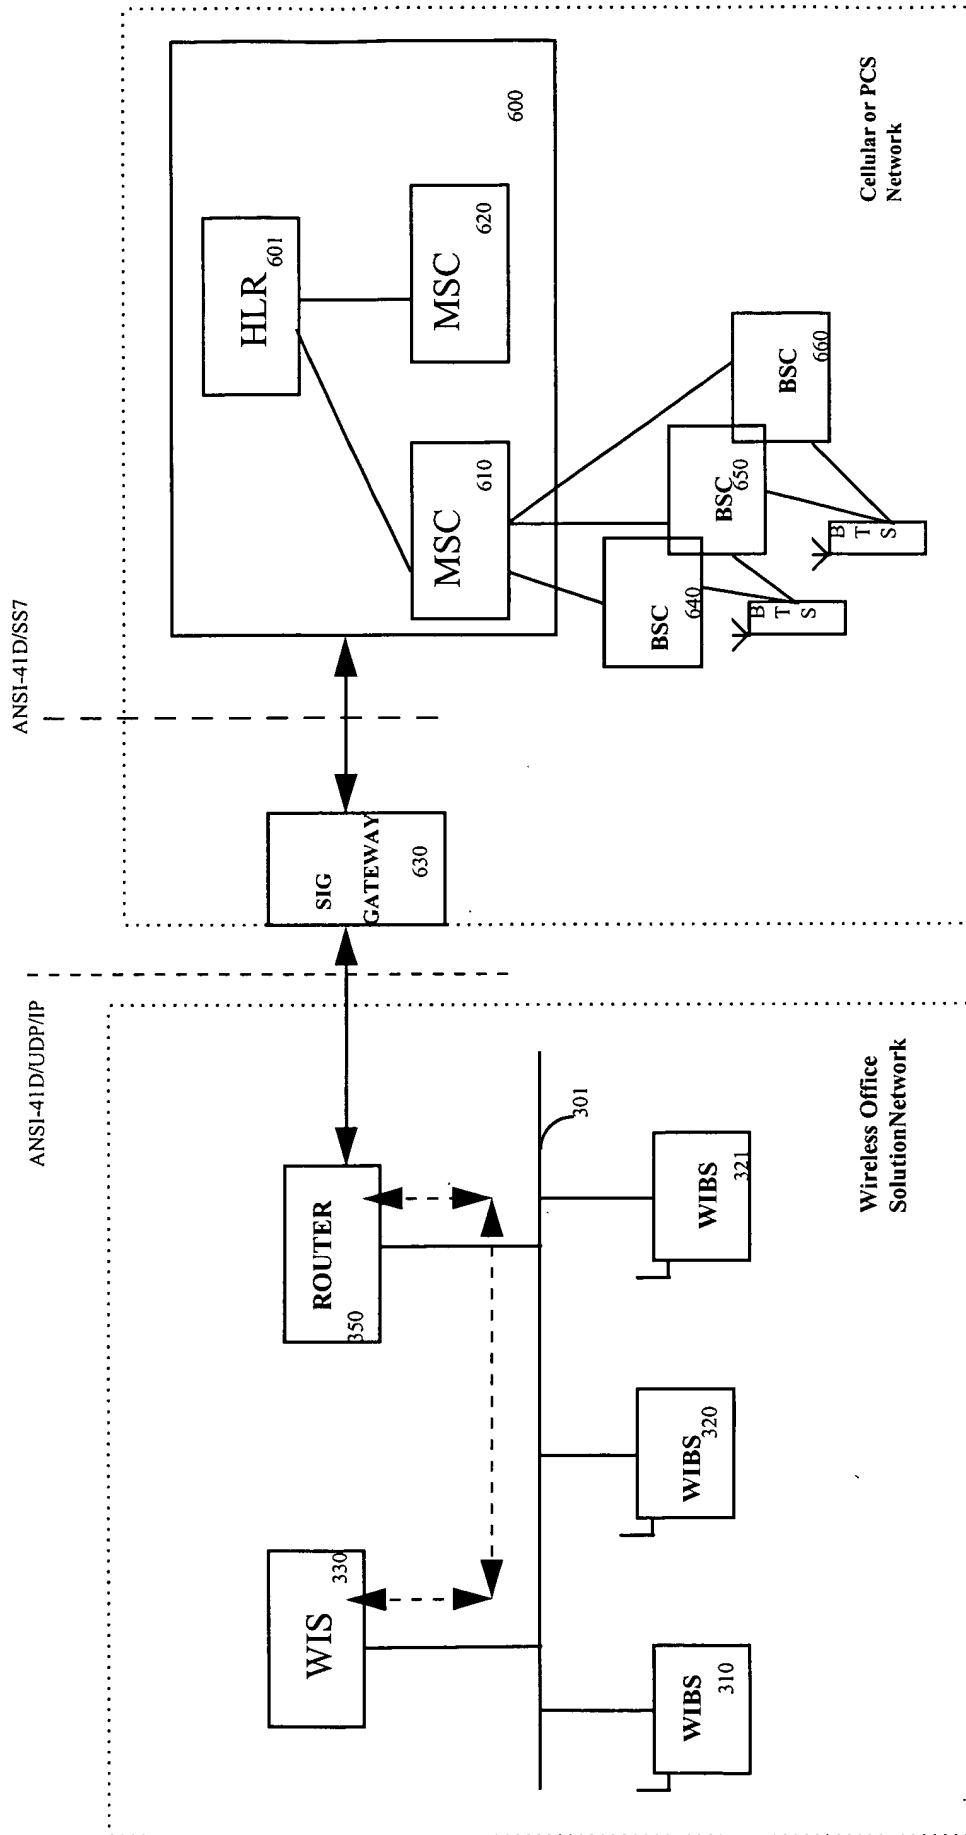 ANSI-41D/UDP/IP
ANSI-41D/SS7
WIS
330
ROUTER
350
SIG
GATEWAY
630
HLR
601
600
MSC
610
MSC
620
301
WIBS
310
WIBS
320
WIBS
321
BSC
640
BSC
650
BSC
660
B
T
S
B
T
S
Wireless Office
SolutionNetwork
Cellular or PCS
Network